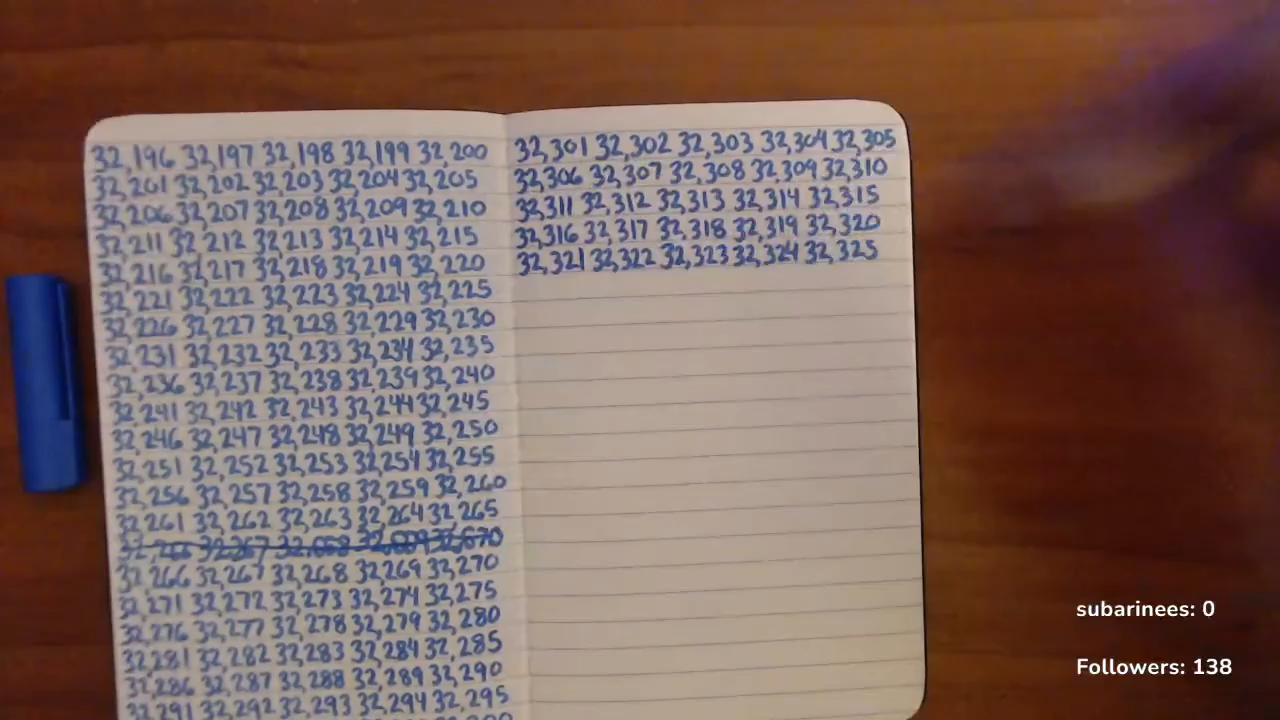 32,196 32,197 32,198 32,199 32,200
32,201 32,202 32,203 32,204 32,205
32,206 32,207 32,208 32,209 32,210
32,211 32,212 32,213 32,214 32,215
32,216 32,217 32,218 32,219 32,220
32,221 32,222 32,223 32,224 32,225
32,226 32,227 32,228 32,229 32,230
32,231 32,232 32,233 32,234 32,235
32,236 32,237 32,238 32,239 32,240
32,241 32,242 32,243 32,244 32,245
32,246 32,247 32,248 32,249 32,250
32,251 32,252 32,253 32,254 32,255
32,256 32,257 32,258 32,259 32,260
32,261 32,262 32,263 32,264 32,265
32,266 32,267 32,268 32,269 32,270
32,271 32,272 32,273 32,274 32,275
32,276 32,277 32,278 32,279 32,280
32,281 32,282 32,283 32,284 32,285
32,286 32,287 32,288 32,289 32,290
32,291 32,292 32,293 32,294 32,295
32,301 32,302 32,303 32,304 32,305
32,306 32,307 32,308 32,309 32,310
32,311 32,312 32,313 32,314 32,315
32,316 32,317 32,318 32,319 32,320
32,321 32,322 32,323 32,324 32,325
subarinees: 0
Followers: 138